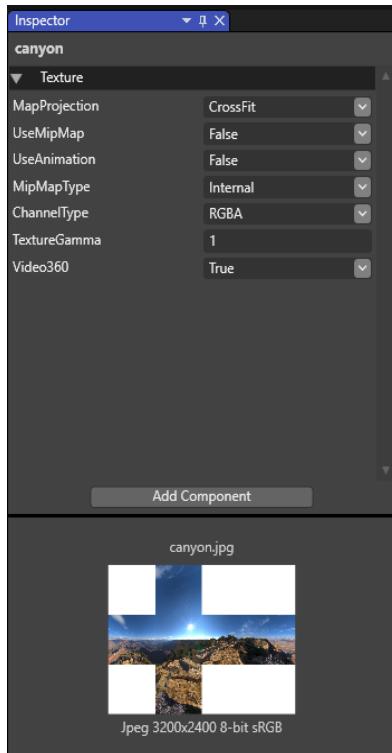 Inspector
canyon
Texture
MapProjection CrossFit
UseMipMap False
UseAnimation False
MipMapType Internal
ChannelType RGBA
TextureGamma 1
Video360 True
Add Component
canyon.jpg
Jpeg 3200x2400 8-bit sRGB